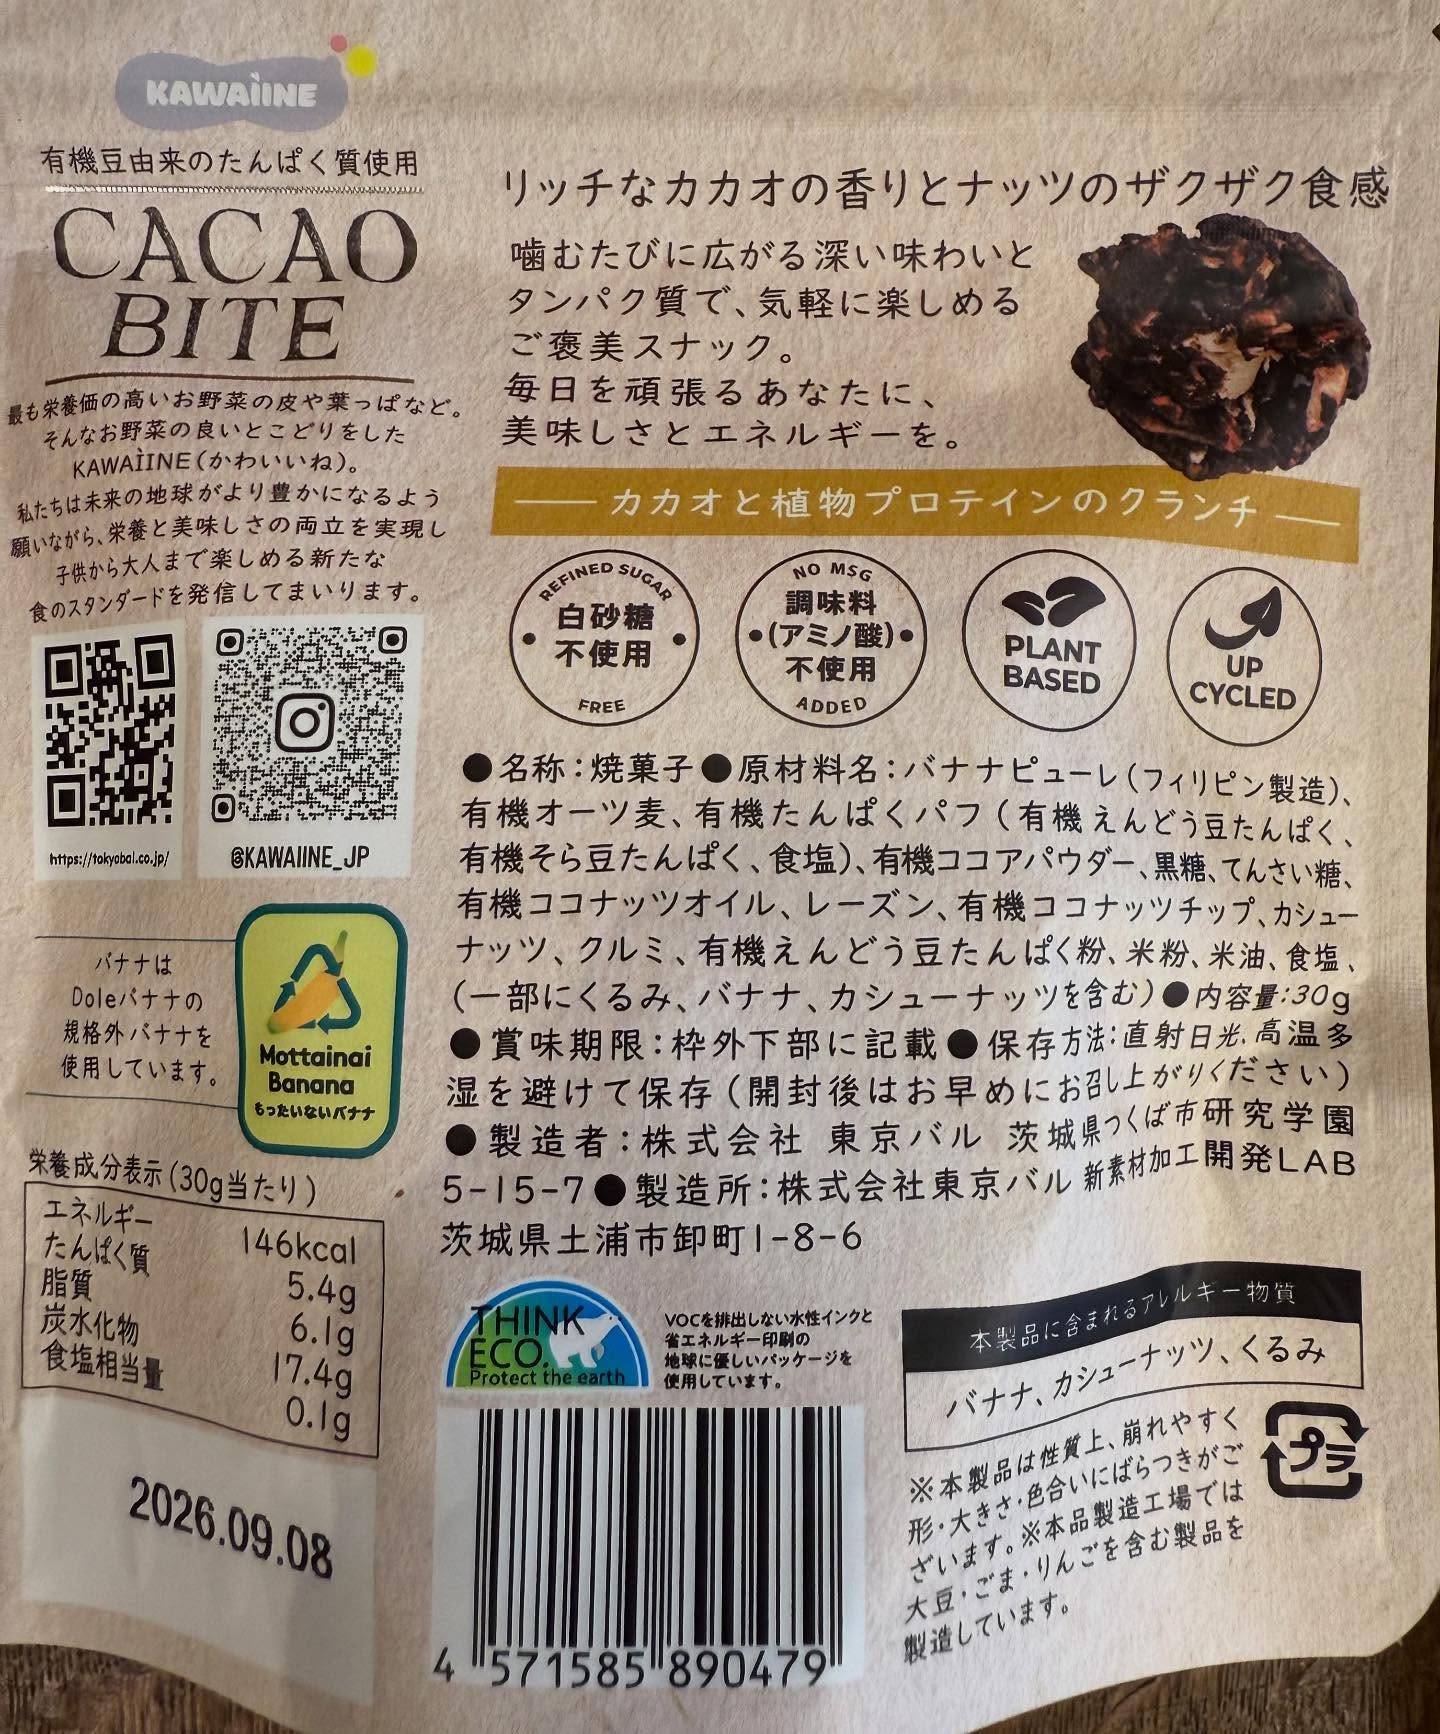 KAWAÌINE
有機豆由来のたんぱく質使用
CACAO
BITE
最も栄養価の高いお野菜の皮や葉っぱなど。
そんなお野菜の良いとこどりをした
KAWAÌINE(かわいいね)。
私たちは未来の地球がより豊かになるよう
願いながら、栄養と美味しさの両立を実現し
子供から大人まで楽しめる新たな
食のスタンダードを発信してまいります。
https://tokyobal.co.jp/
@KAWAIINE_JP
バナナは
Doleバナナの
規格外バナナを
使用しています。
Mottainai
Banana
もったいないバナナ
栄養成分表示(30g当たり)
エネルギー 146kcal
たんぱく質 5.4g
脂質 6.1g
炭水化物 17.4g
食塩相当量 0.1g
2026.09.08
リッチなカカオの香りとナッツのザクザク食感
噛むたびに広がる深い味わいと
タンパク質で、気軽に楽しめる
ご褒美スナック。
毎日を頑張るあなたに、
美味しさとエネルギーを。
カカオと植物プロテインのクランチ
REFINED SUGAR
白砂糖
不使用
FREE
NO MSG
調味料
(アミノ酸)
不使用
ADDED
PLANT
BASED
UP
CYCLED
●名称:焼菓子●原材料名:バナナピューレ(フィリピン製造)、
有機オーツ麦、有機たんぱくパフ(有機えんどう豆たんぱく、
有機そら豆たんぱく、食塩)、有機ココアパウダー、黒糖、てんさい糖、
有機ココナッツオイル、レーズン、有機ココナッツチップ、カシュー
ナッツ、クルミ、有機えんどう豆たんぱく粉、米粉、米油、食塩、
(一部にくるみ、バナナ、カシューナッツを含む)●内容量:30g
●賞味期限:枠外下部に記載●保存方法:直射日光、高温多
湿を避けて保存(開封後はお早めにお召し上がりください)
●製造者:株式会社 東京バル 茨城県つくば市研究学園
5-15-7●製造所:株式会社東京バル 新素材加工開発LAB
茨城県土浦市卸町1-8-6
THINK
ECO.
Protect the earth
VOCを排出しない水性インクと
省エネルギー印刷の
地球に優しいパッケージを
使用しています。
本製品に含まれるアレルギー物質
バナナ、カシューナッツ、くるみ
※本製品は性質上、崩れやすく
形・大きさ・色合いにばらつきがご
ざいます。※本品製造工場では
大豆・ごま・りんごを含む製品を
製造しています。
プラ
4 571585 890479